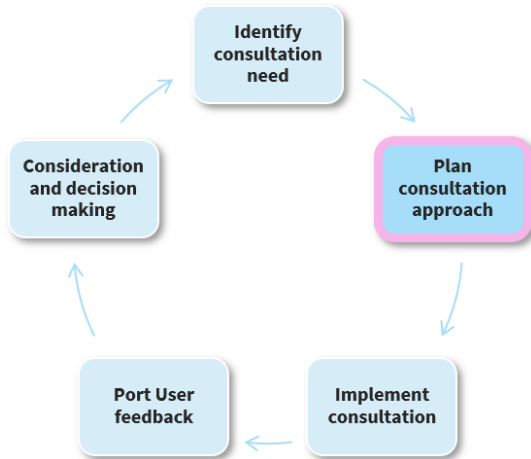 Identify
consultation
need
Plan
consultation
approach
Implement
consultation
Port User
feedback
Consideration
and decision
making